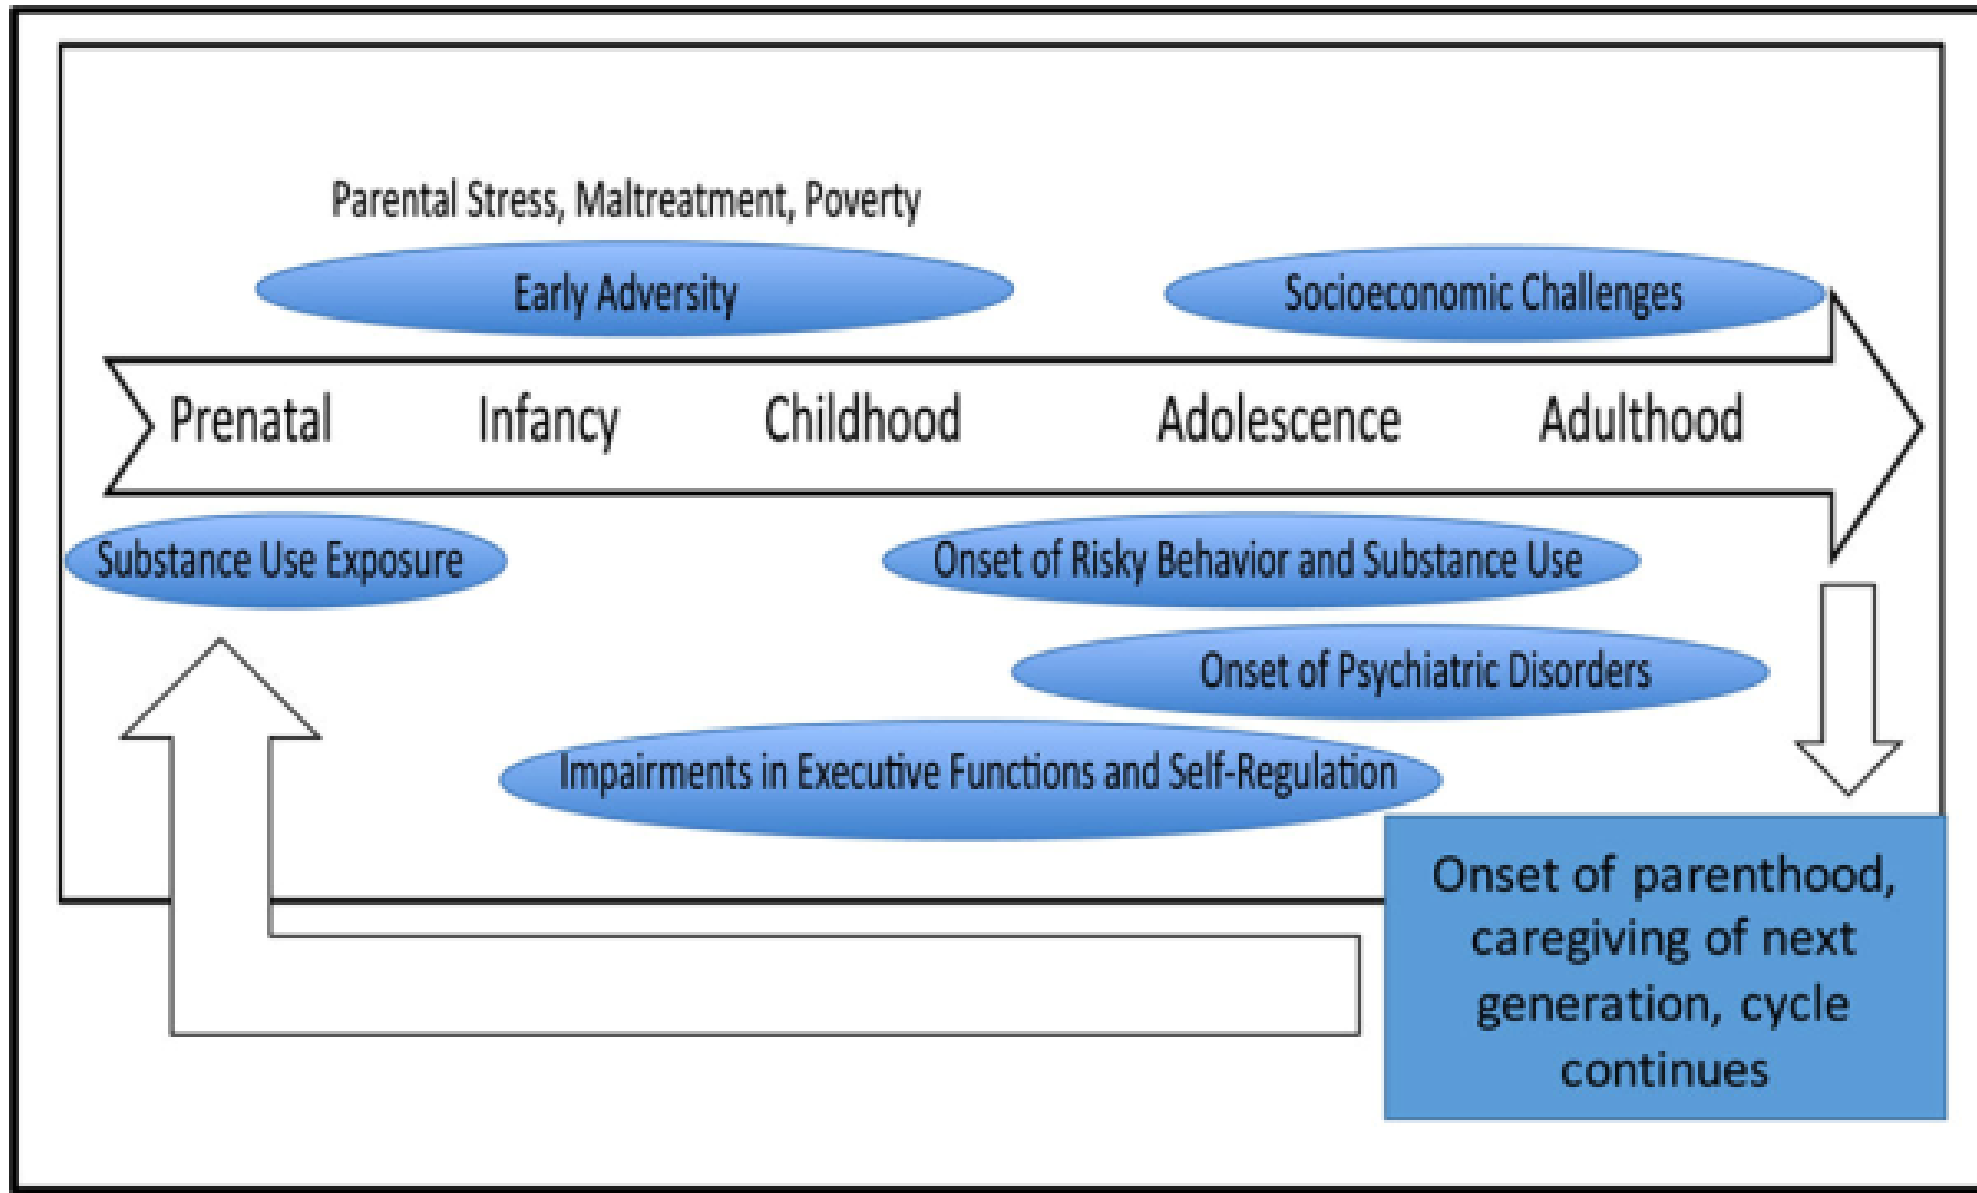 Parental Stress, Maltreatment, Poverty
Early Adversity
Socioeconomic Challenges
Prenatal
Infancy
Childhood
Adolescence
Adulthood
Substance Use Exposure
Onset of Risky Behavior and Substance Use
Onset of Psychiatric Disorders
Impairments in Executive Functions and Self-Regulation
Onset of parenthood,
caregiving of next
generation, cycle
continues